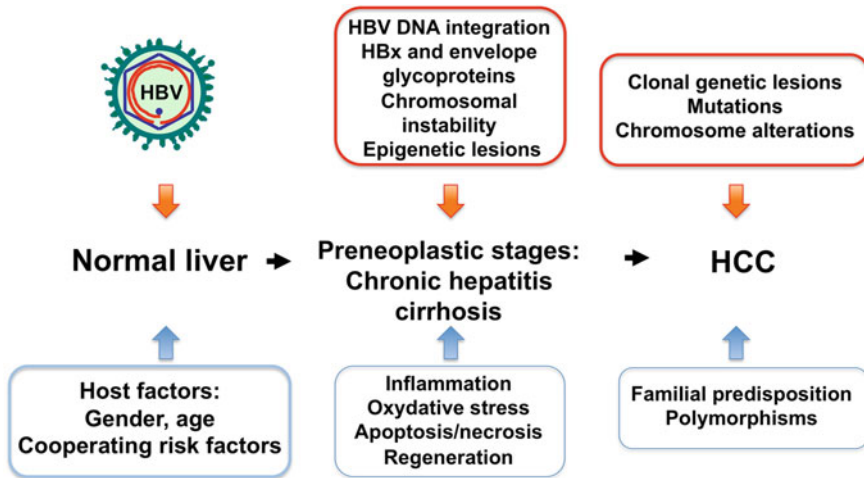 HBV
HBV DNA integration
HBx and envelope
glycoproteins
Chromosomal
instability
Epigenetic lesions
Clonal genetic lesions
Mutations
Chromosome alterations
Normal liver
Preneoplastic stages:
Chronic hepatitis
cirrhosis
HCC
Host factors:
Gender, age
Cooperating risk factors
Inflammation
Oxydative stress
Apoptosis/necrosis
Regeneration
Familial predisposition
Polymorphisms